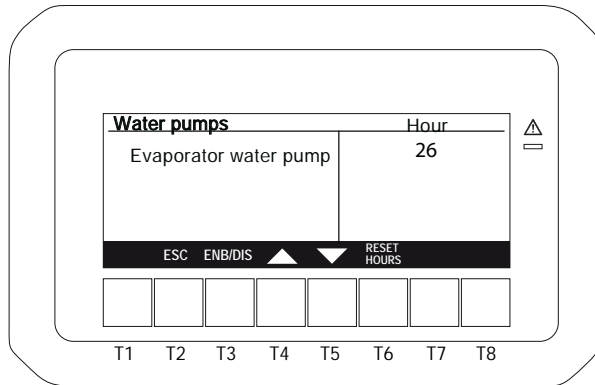 Water pumps Hour
Evaporator water pump 26
ESC ENB/DIS RESET HOURS
T1 T2 T3 T4 T5 T6 T7 T8